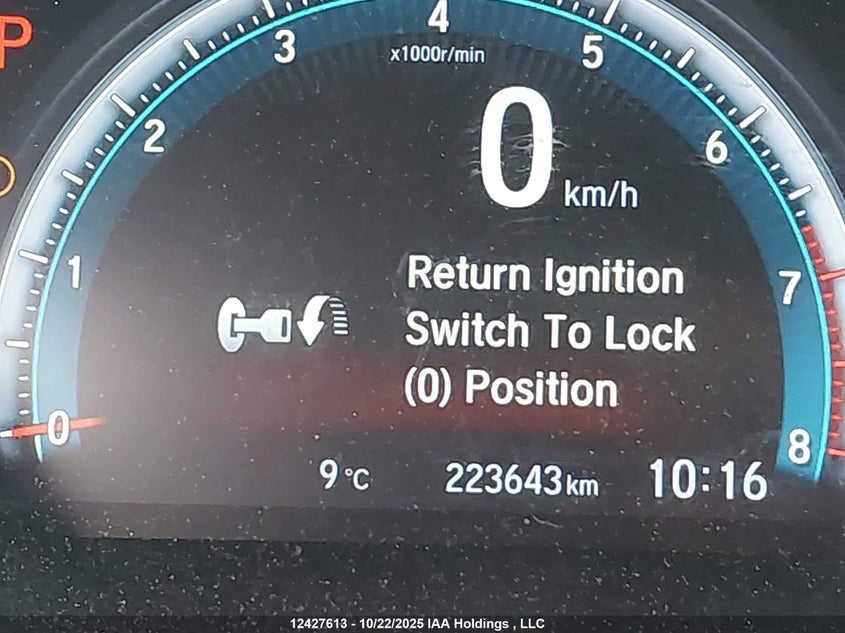 P
4
3
5
x1000r/min
2
0
6
km/h
1
Return Ignition
7
Switch To Lock
(0) Position
0
8
9 °C
223643 km
10:16
12427613 - 10/22/2025 IAA Holdings , LLC